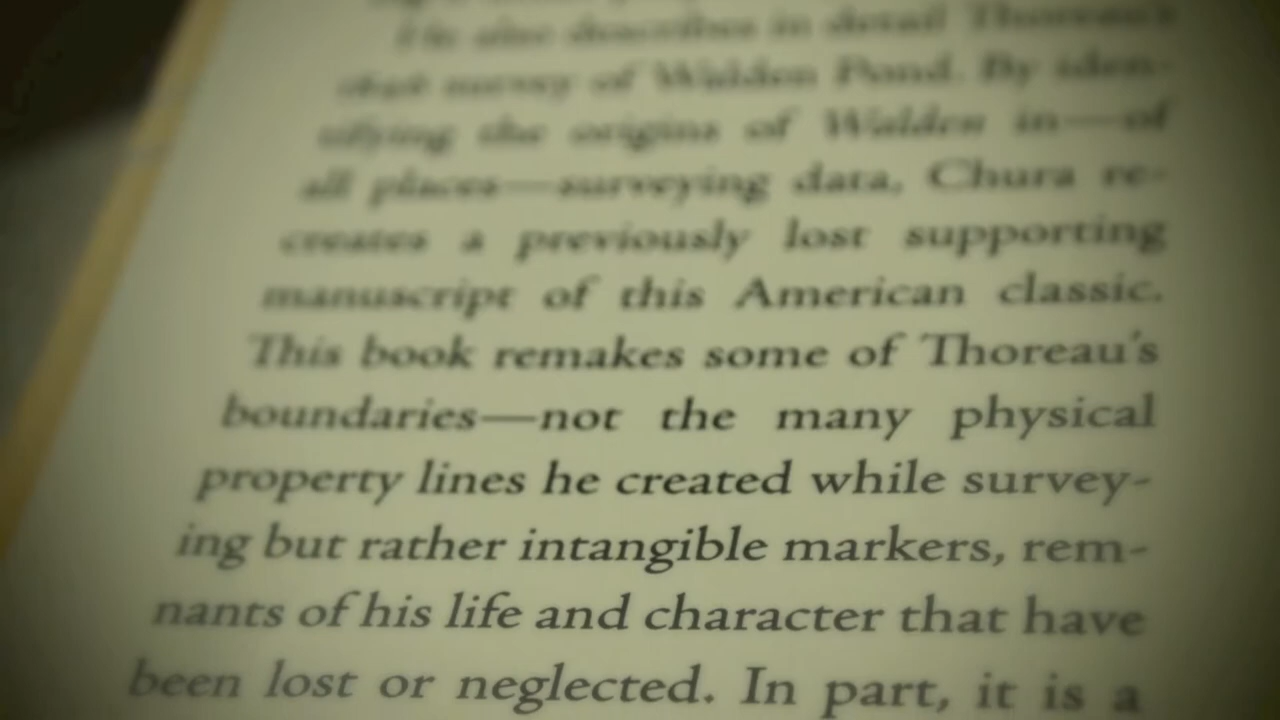 He also describes in detail Thoreau's
1846 survey of Walden Pond. By iden-
tifying the origins of Walden in—of
all places—surveying data, Chura re-
creates a previously lost supporting
manuscript of this American classic.
This book remakes some of Thoreau's
boundaries—not the many physical
property lines he created while survey-
ing but rather intangible markers, rem-
nants of his life and character that have
been lost or neglected. In part, it is a